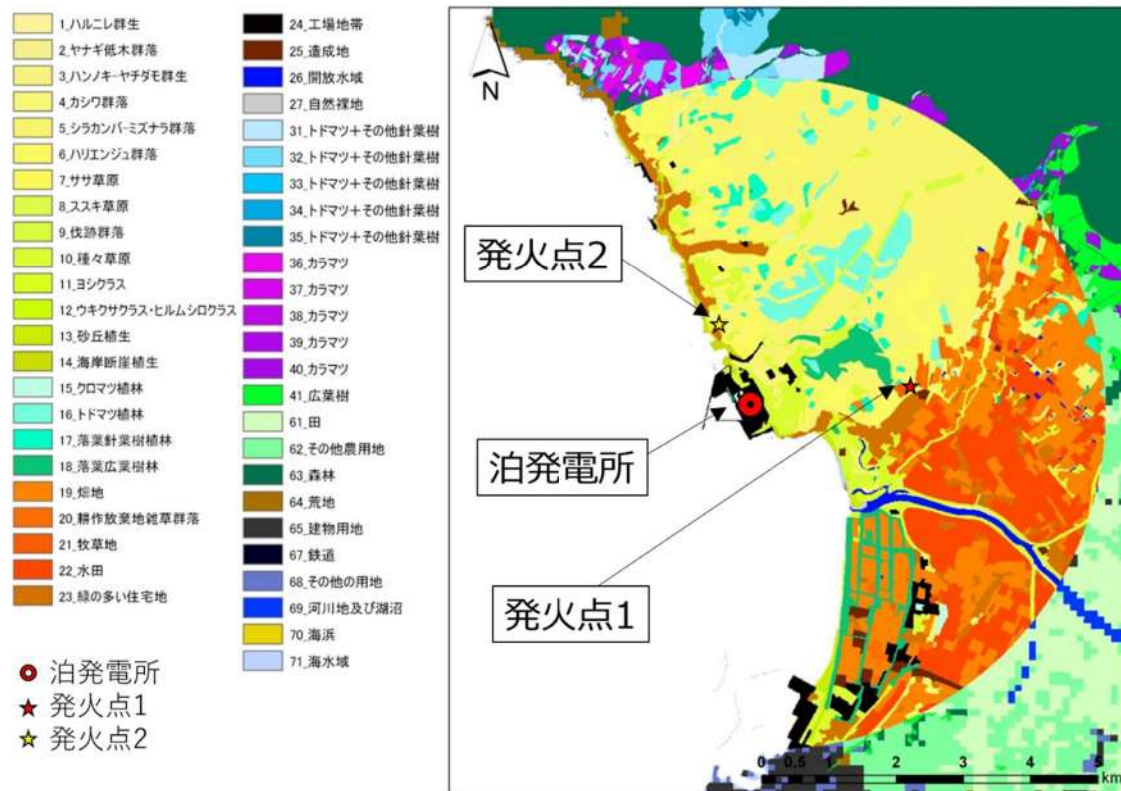 1_ハルニレ群生
2_ヤナギ低木群落
3_ハンノキ-ヤチダモ群生
4_カシワ群落
5_シラカンバ-ミズナラ群落
6_ハリエンジュ群落
7_ササ草原
8_ススキ草原
9_伐跡群落
10_種々草原
11_ヨシクラス
12_ウキクサクラス・ヒルムシロクラス
13_砂丘植生
14_海岸断崖植生
15_クロマツ植林
16_トドマツ植林
17_落葉針葉樹植林
18_落葉広葉樹林
19_畑地
20_耕作放棄地雑草群落
21_牧草地
22_水田
23_緑の多い住宅地
24_工場地帯
25_造成地
26_開放水域
27_自然裸地
31_トドマツ+その他針葉樹
32_トドマツ+その他針葉樹
33_トドマツ+その他針葉樹
34_トドマツ+その他針葉樹
35_トドマツ+その他針葉樹
36_カラマツ
37_カラマツ
38_カラマツ
39_カラマツ
40_カラマツ
41_広葉樹
61_田
62_その他農用地
63_森林
64_荒地
65_建物用地
67_鉄道
68_その他の用地
69_河川地及び湖沼
70_海浜
71_海水域
泊発電所
発火点1
発火点2
N
発火点2
泊発電所
発火点1
0 0.5 1 2 3 4 5
km